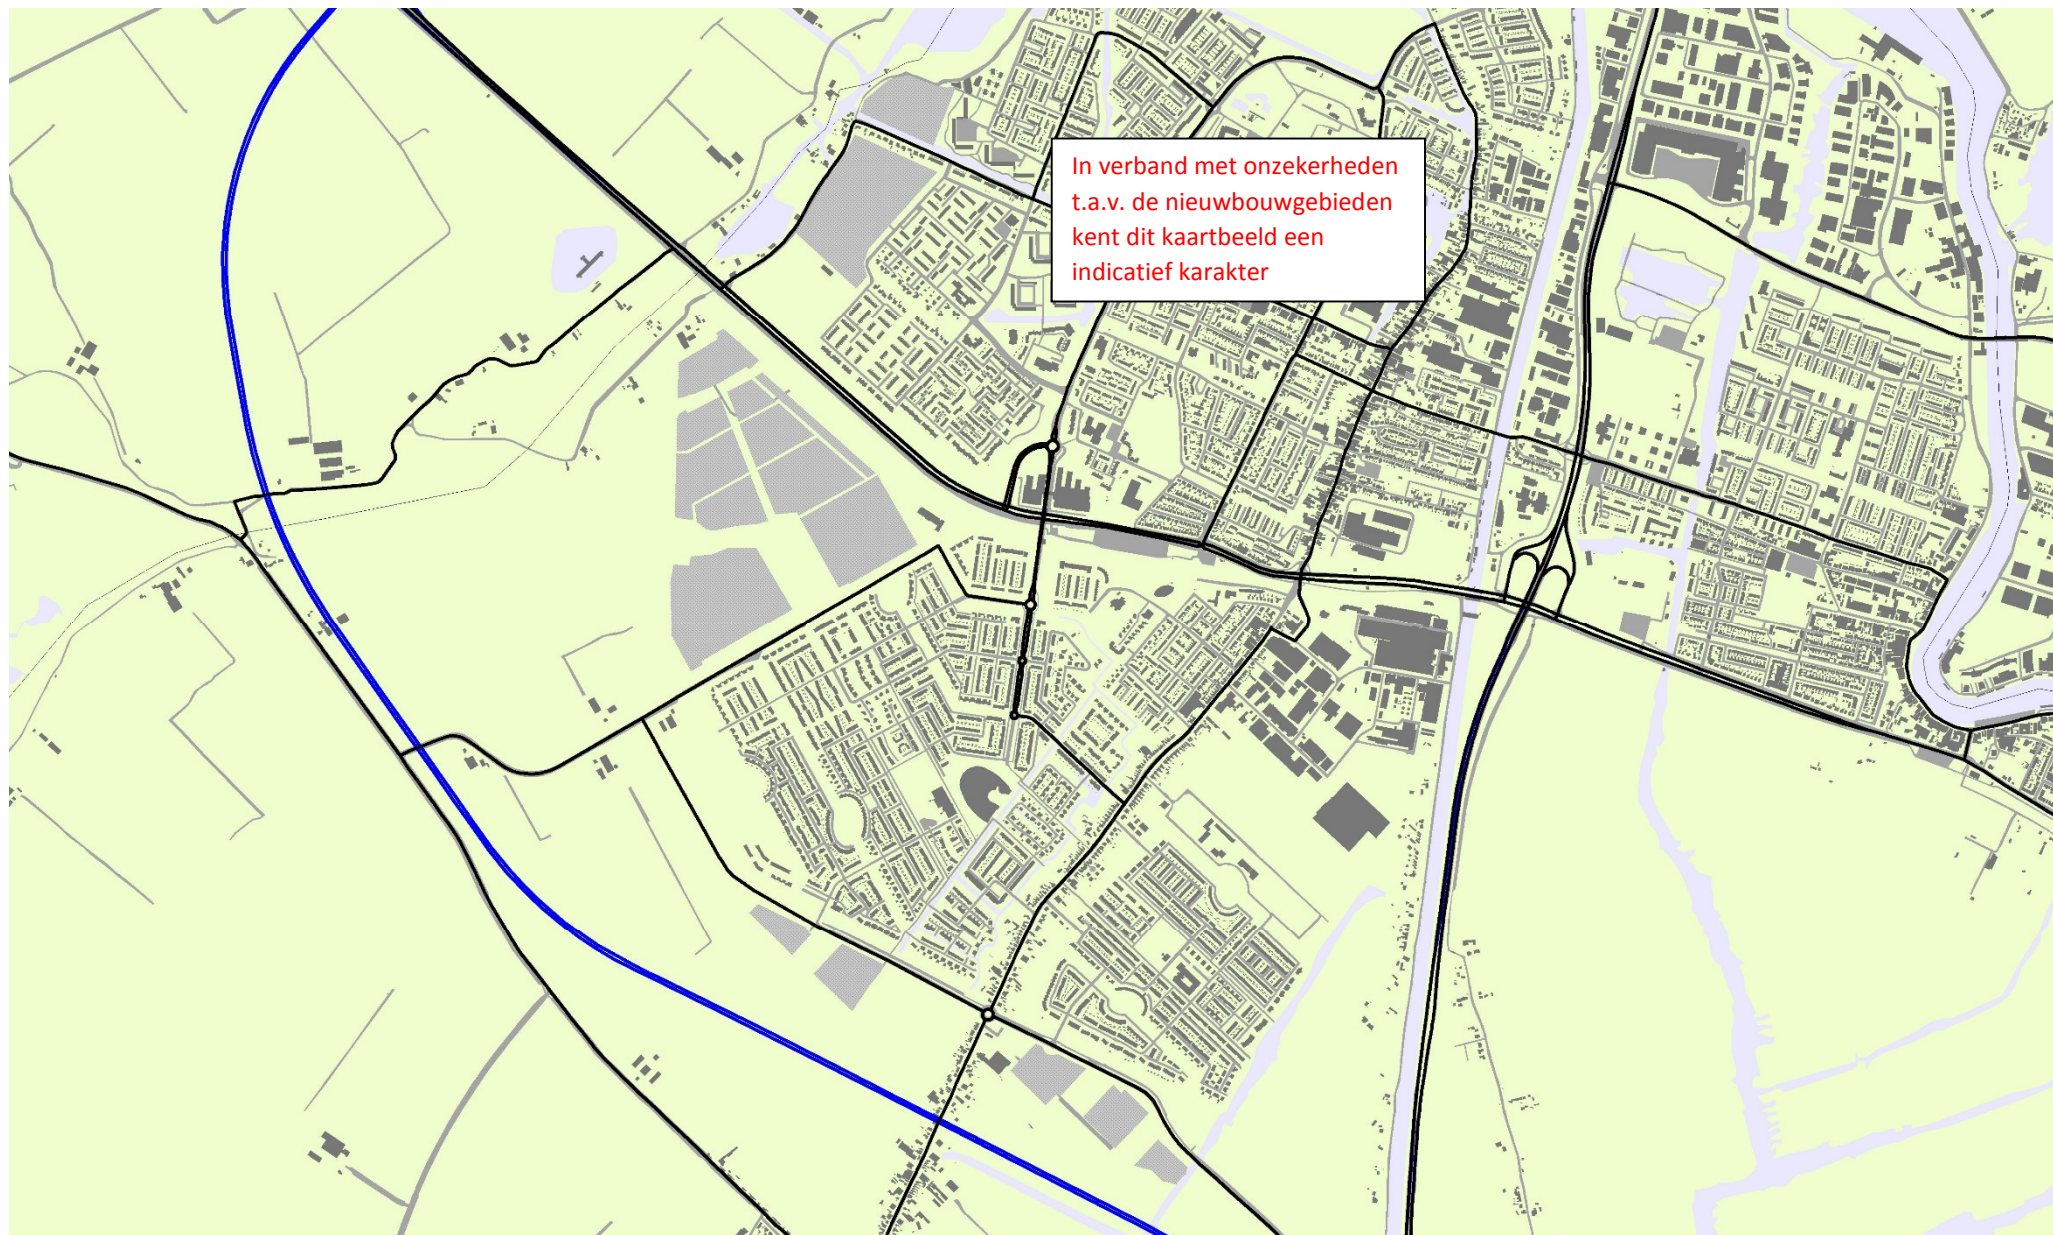 In verband met onzekerheden
t.a.v. de nieuwbouwgebieden
kent dit kaartbeeld een
indicatief karakter